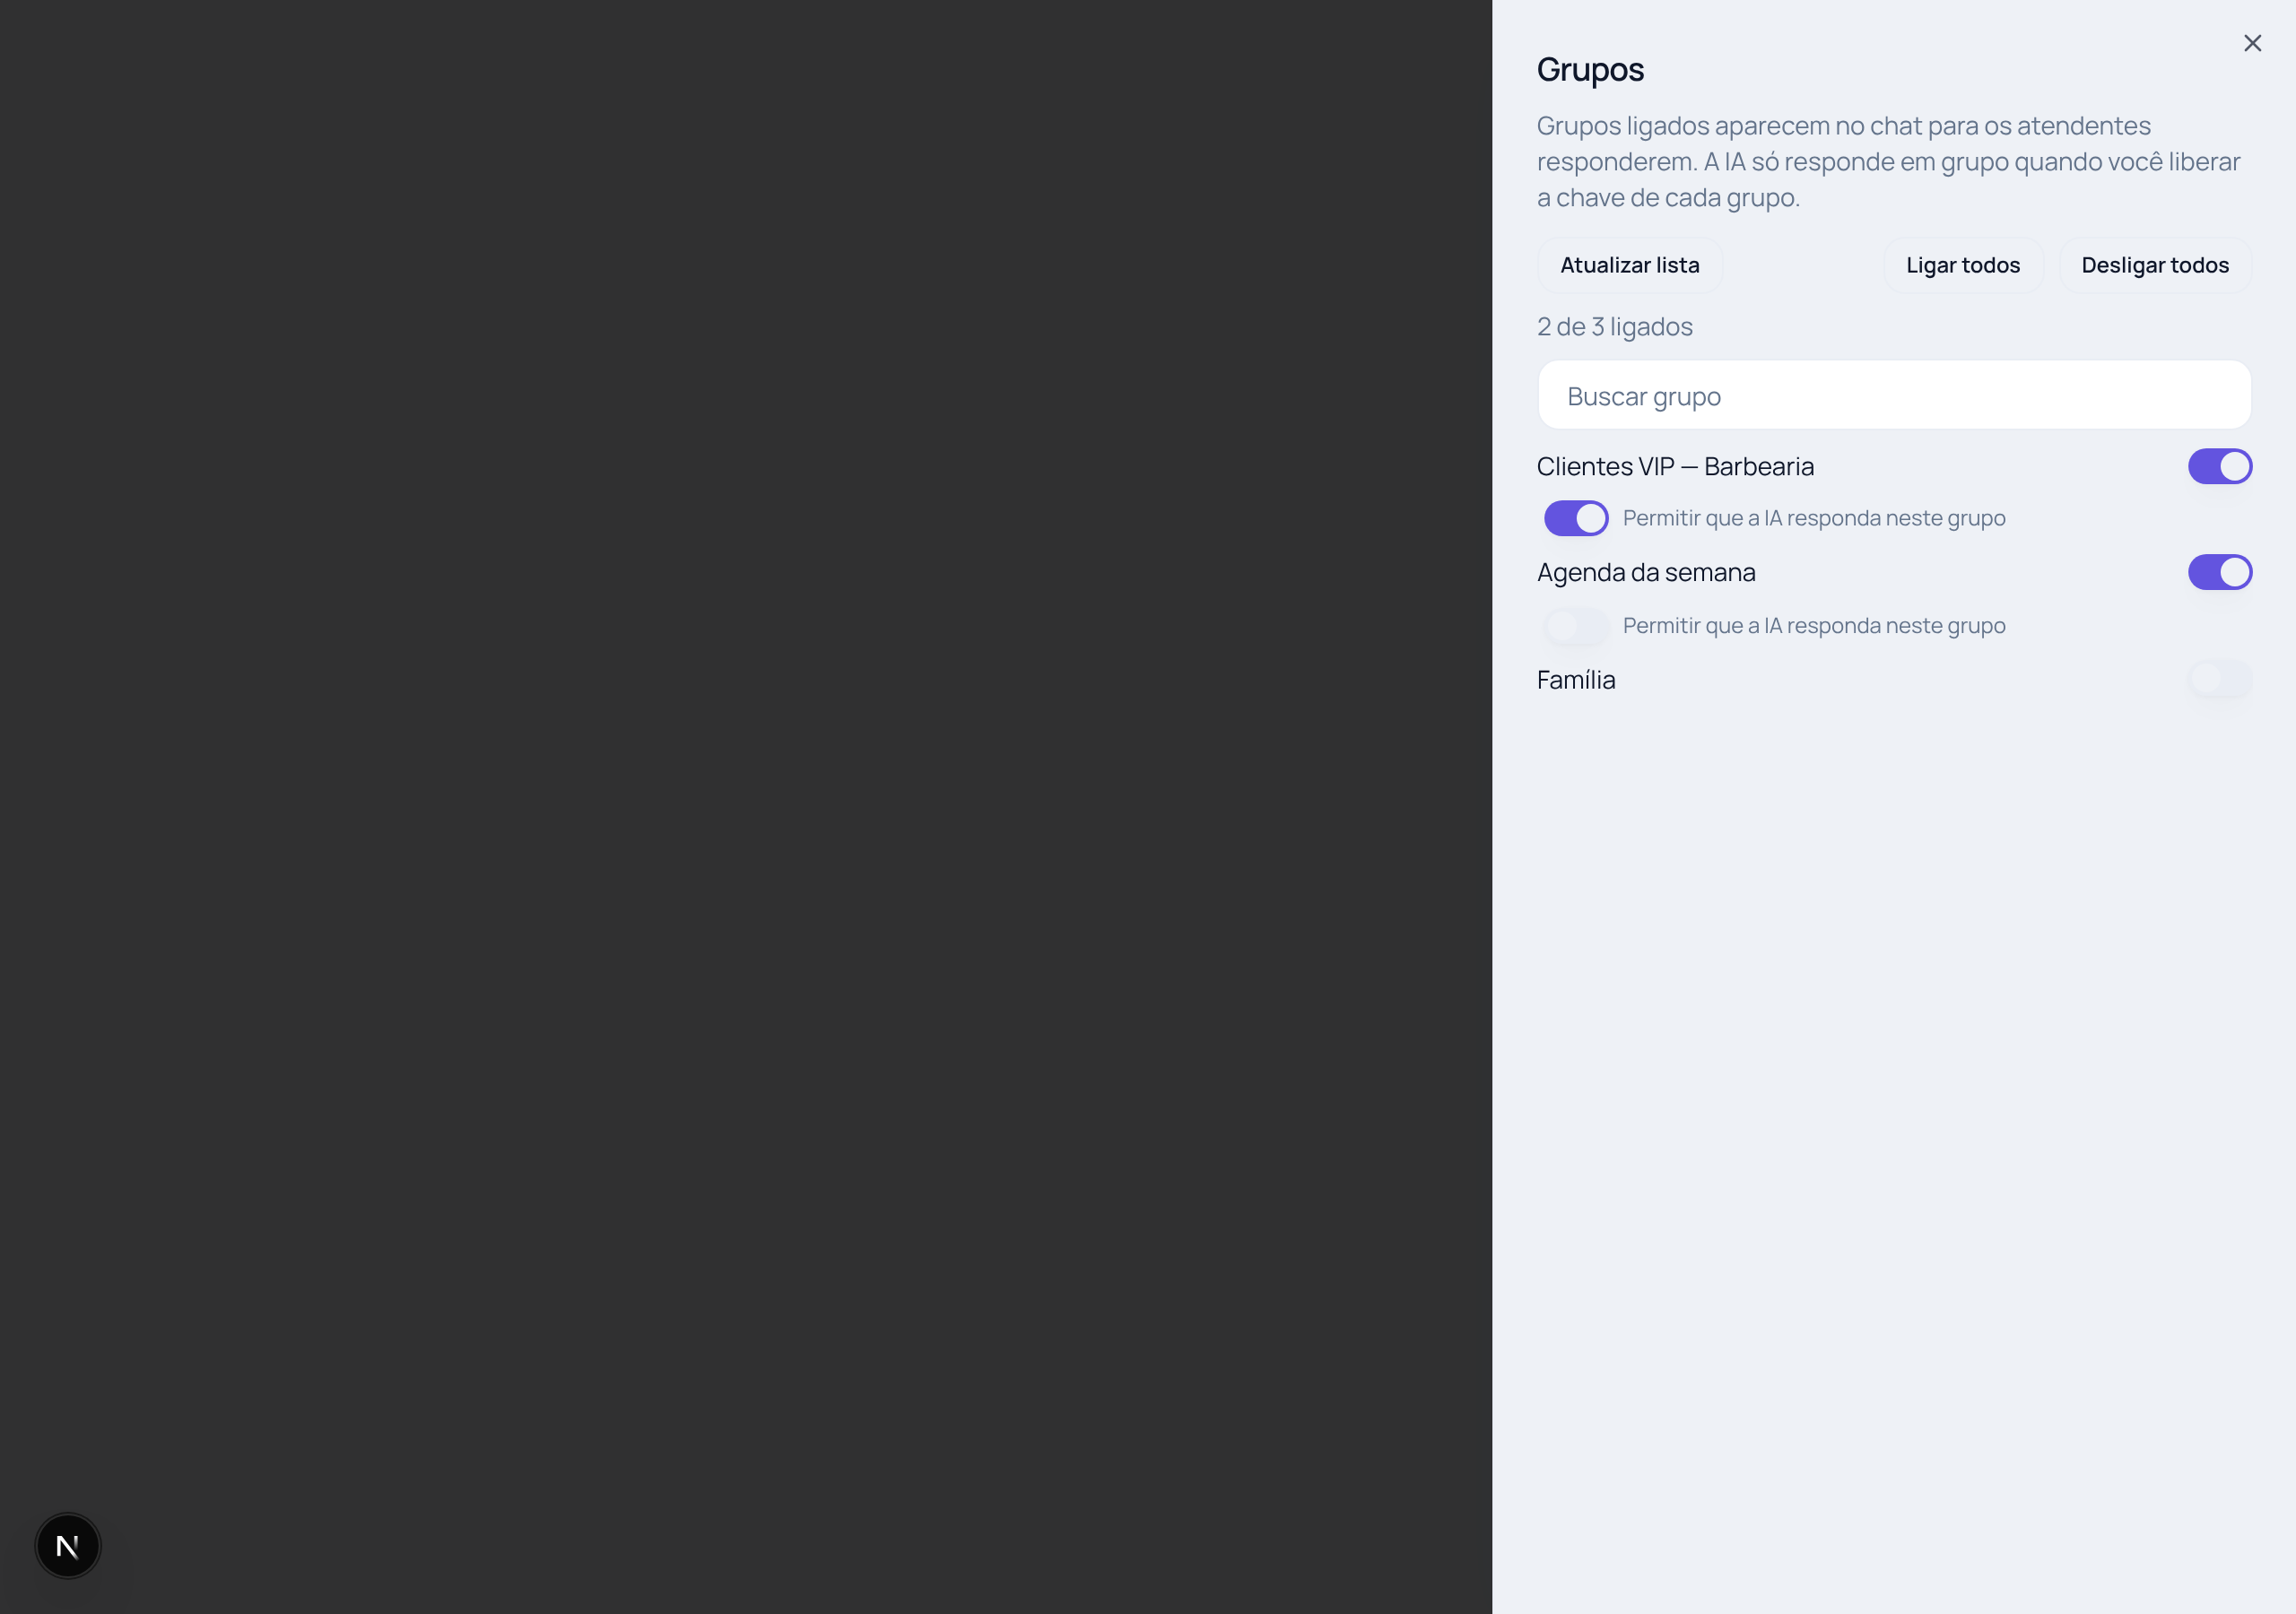 Grupos
Grupos ligados aparecem no chat para os atendentes
responderem. A IA só responde em grupo quando você liberar
a chave de cada grupo.
Atualizar lista
Ligar todos
Desligar todos
2 de 3 ligados
Buscar grupo
Clientes VIP — Barbearia
Permitir que a IA responda neste grupo
Agenda da semana
Permitir que a IA responda neste grupo
Família
N